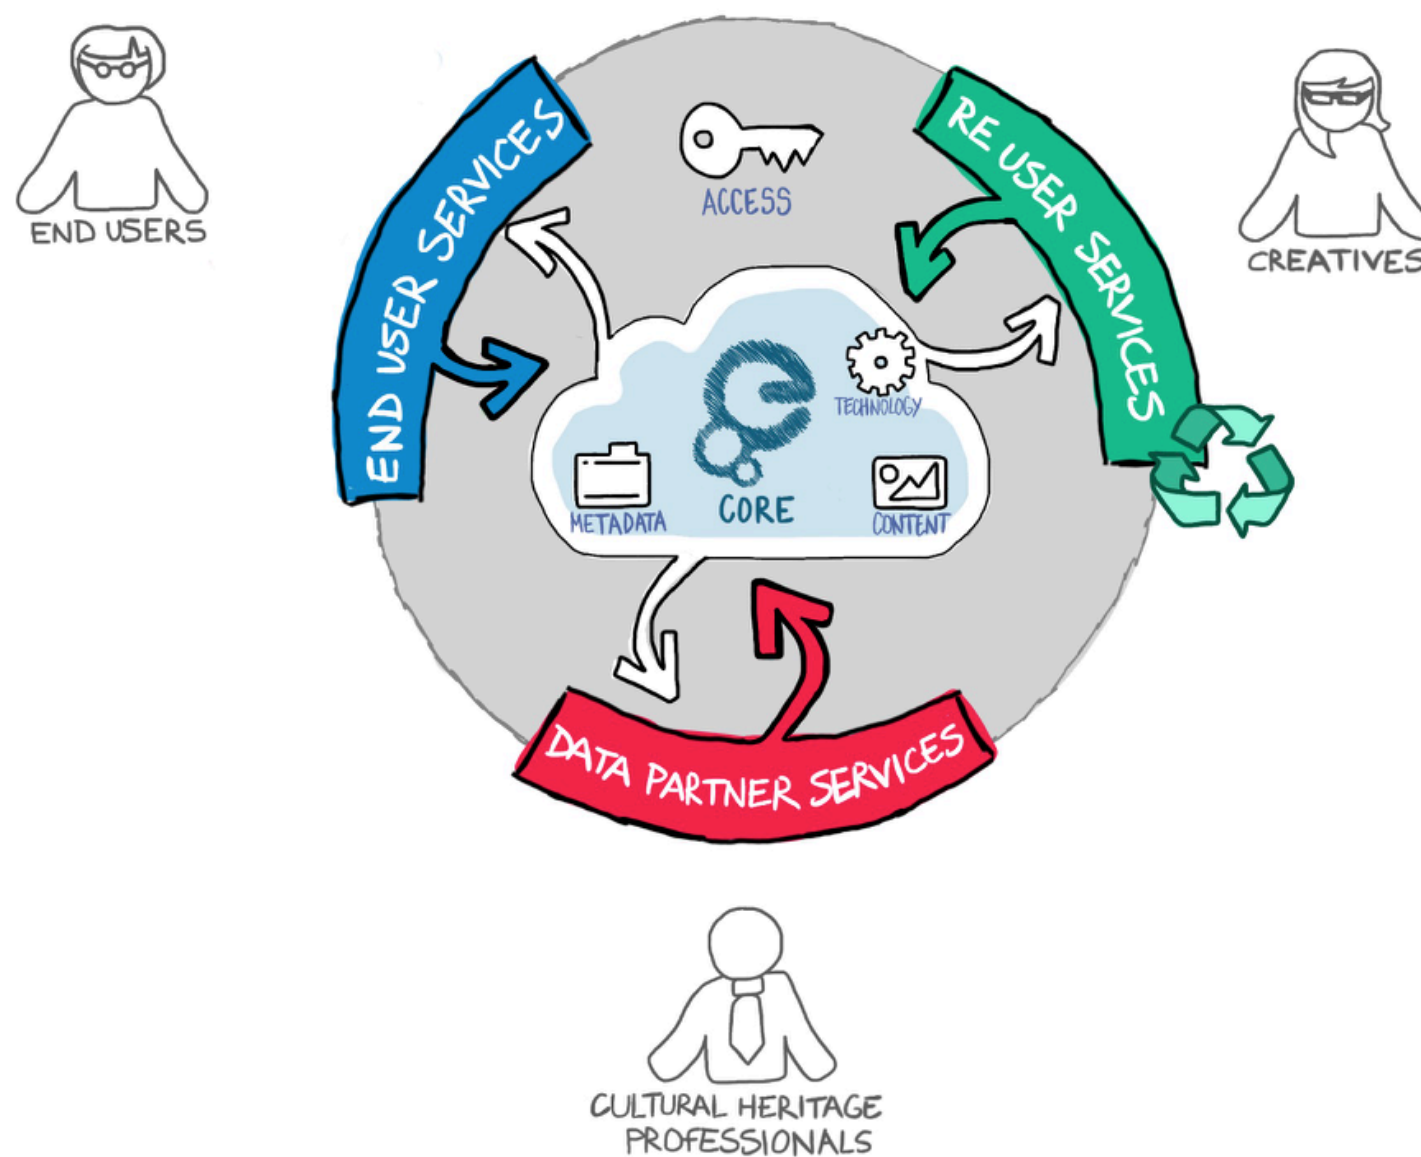 END USERS
CREATIVES
END USER SERVICES
ACCESS
RE USER SERVICES
TECHNOLOGY
METADATA
CORE
CONTENT
DATA PARTNER SERVICES
CULTURAL HERITAGE
PROFESSIONALS